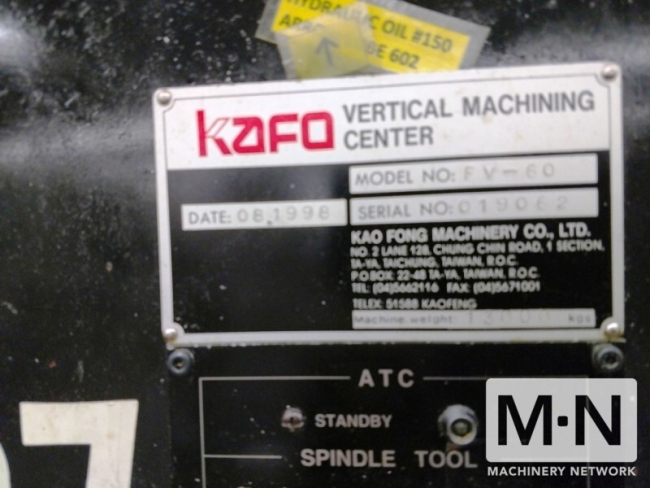 HYDRAULIC OIL #150
602
KAFO
VERTICAL MACHINING
CENTER
MODEL NO: FV-60
DATE: 08.1998
SERIAL NO: 019062
KAO FONG MACHINERY CO., LTD.
NO. 2 LANE 128, CHUNG CHIN ROAD, 1 SECTION,
TA-YA, TAICHUNG, TAIWAN, R.O.C.
P.O.BOX: 22-48 TA-YA, TAIWAN, R.O.C.
TEL: (04)5662116 FAX: (04)5671001
TELEX: 51588 KAOFENG
Machine weight: kgs
ATC
STANDBY
SPINDLE TOOL
07
M·N
MACHINERY NETWORK